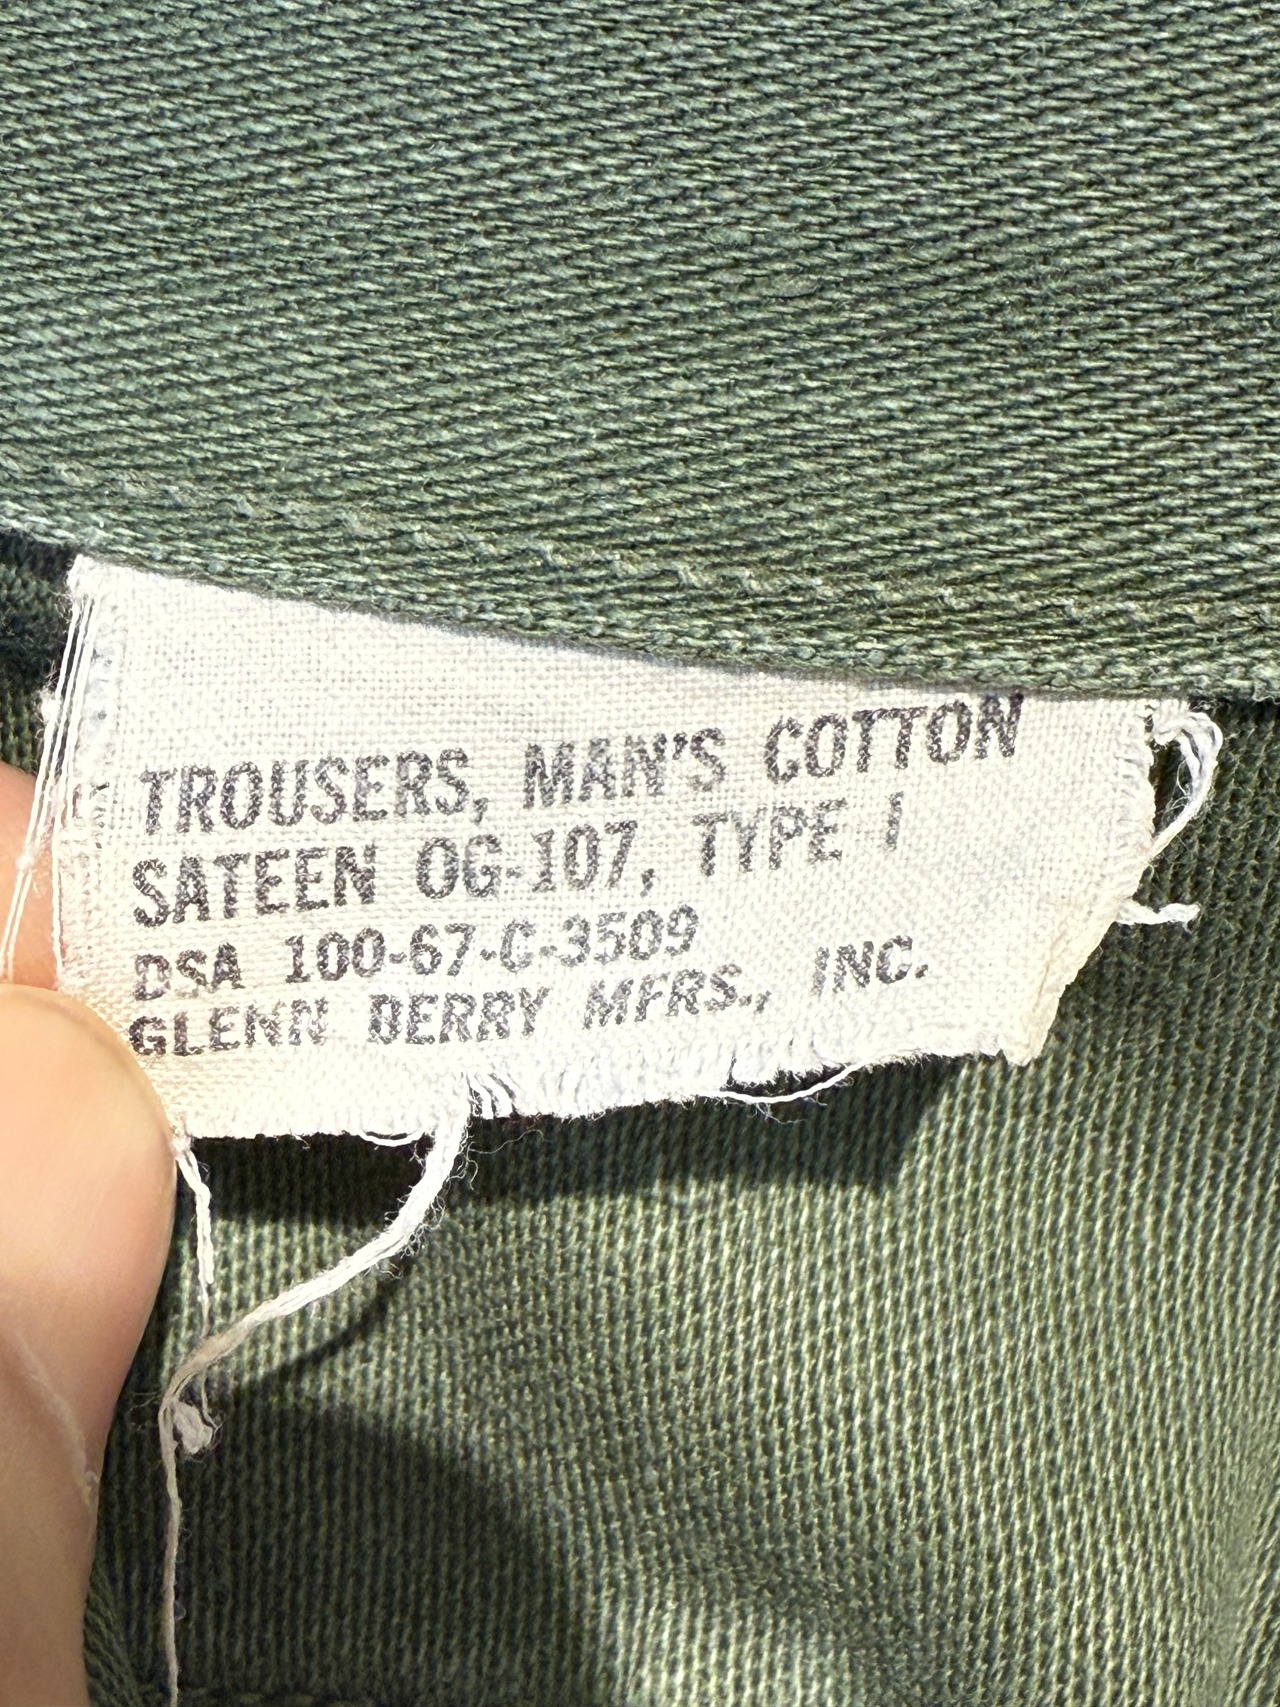 TROUSERS, MAN'S COTTON
SATEEN OG-107, TYPE I
DSA 100-67-C-3509
GLENN BERRY MFRS., INC.